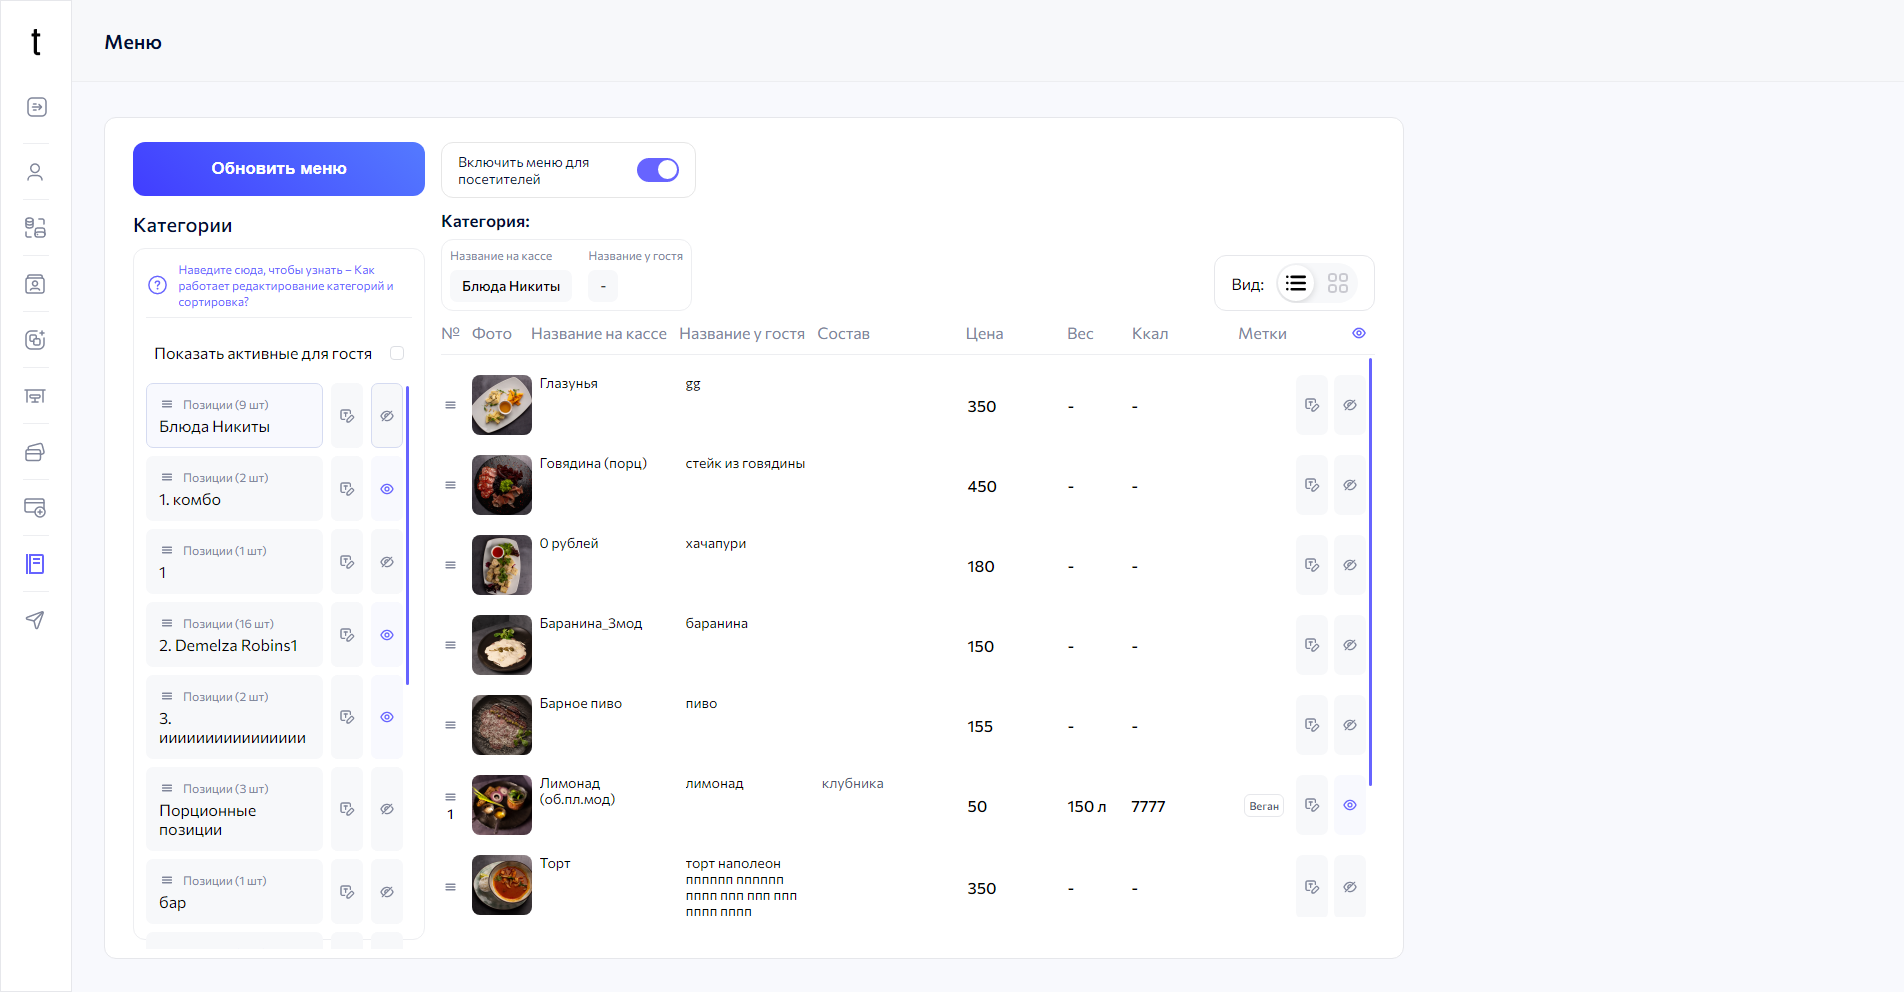 t
Меню
Обновить меню
Включить меню для
посетителей
Категории
Категория:
Наведите сюда, чтобы узнать – Как
работает редактирование категорий и
сортировка?
Название на кассе
Название у гостя
Блюда Никиты
-
Вид:
Показать активные для гостя
Позиции (9 шт)
Блюда Никиты
Позиции (2 шт)
1. комбо
Позиции (1 шт)
1
Позиции (16 шт)
2. Demelza Robins1
Позиции (2 шт)
3.
ииииииииииииииии
Позиции (3 шт)
Порционные
позиции
Позиции (1 шт)
бар
№ Фото Название на кассе Название у гостя Состав Цена Вес Ккал Метки
Глазунья gg 350 - -
Говядина (порц) стейк из говядины 450 - -
0 рублей хачапури 180 - -
Баранина_3мод баранина 150 - -
Барное пиво пиво 155 - -
Лимонад лимонад клубника
(об.пл.мод)
1 50 150 л 7777 Веган
Торт торт наполеон
пппппп пппппп
пппп ппп ппп ппп
пппп пппп
350 - -